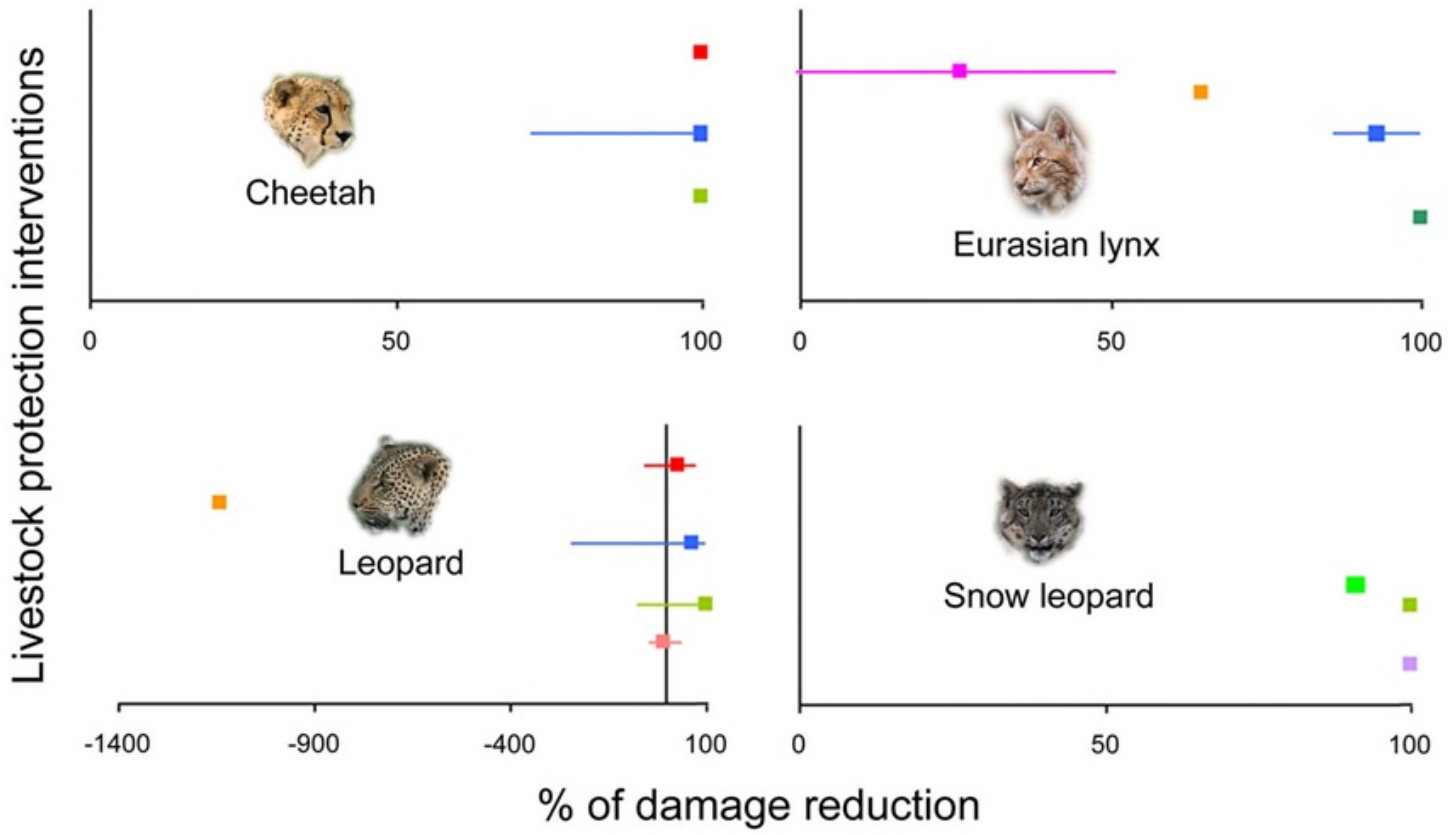 Livestock protection interventions
Cheetah
0 50 100
Eurasian lynx
0 50 100
Leopard
-1400 -900 -400 100
Snow leopard
0 50 100
% of damage reduction